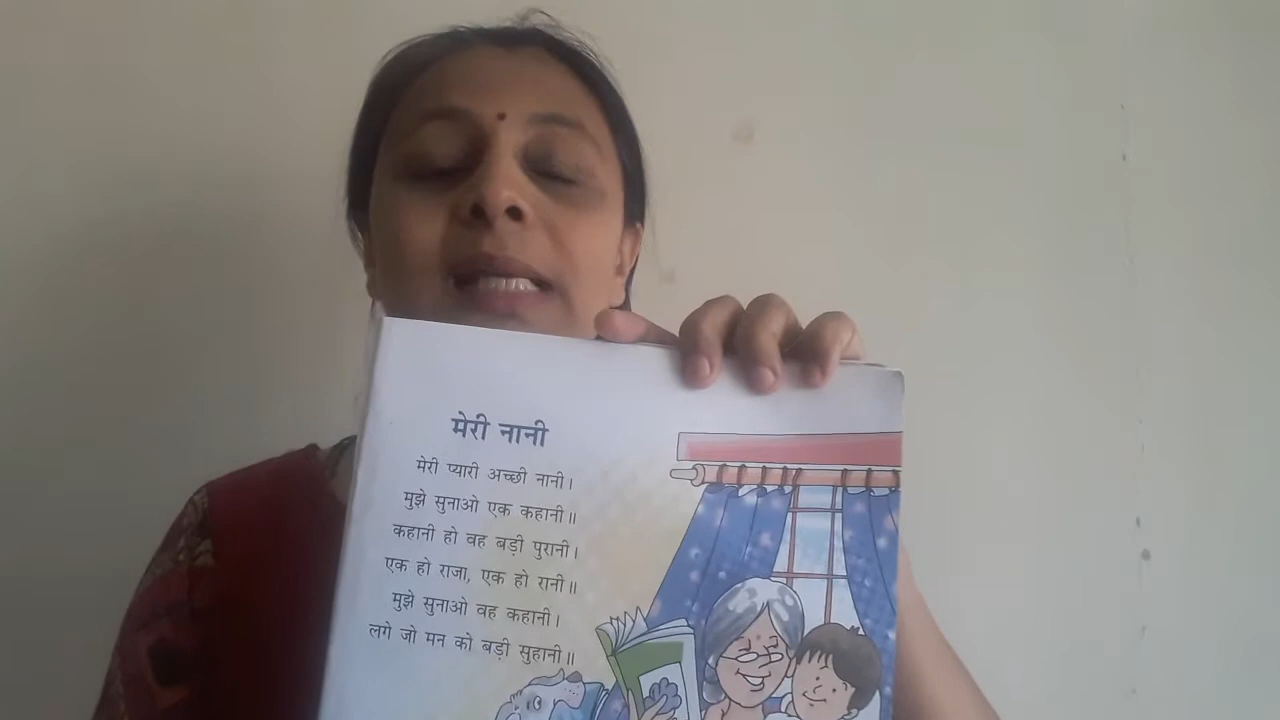 मेरी नानी
मेरी प्यारी अच्छी नानी।
मुझे सुनाओ एक कहानी॥
कहानी हो वह बड़ी पुरानी।
एक हो राजा, एक हो रानी॥
मुझे सुनाओ वह कहानी।
लगे जो मन को बड़ी सुहानी॥